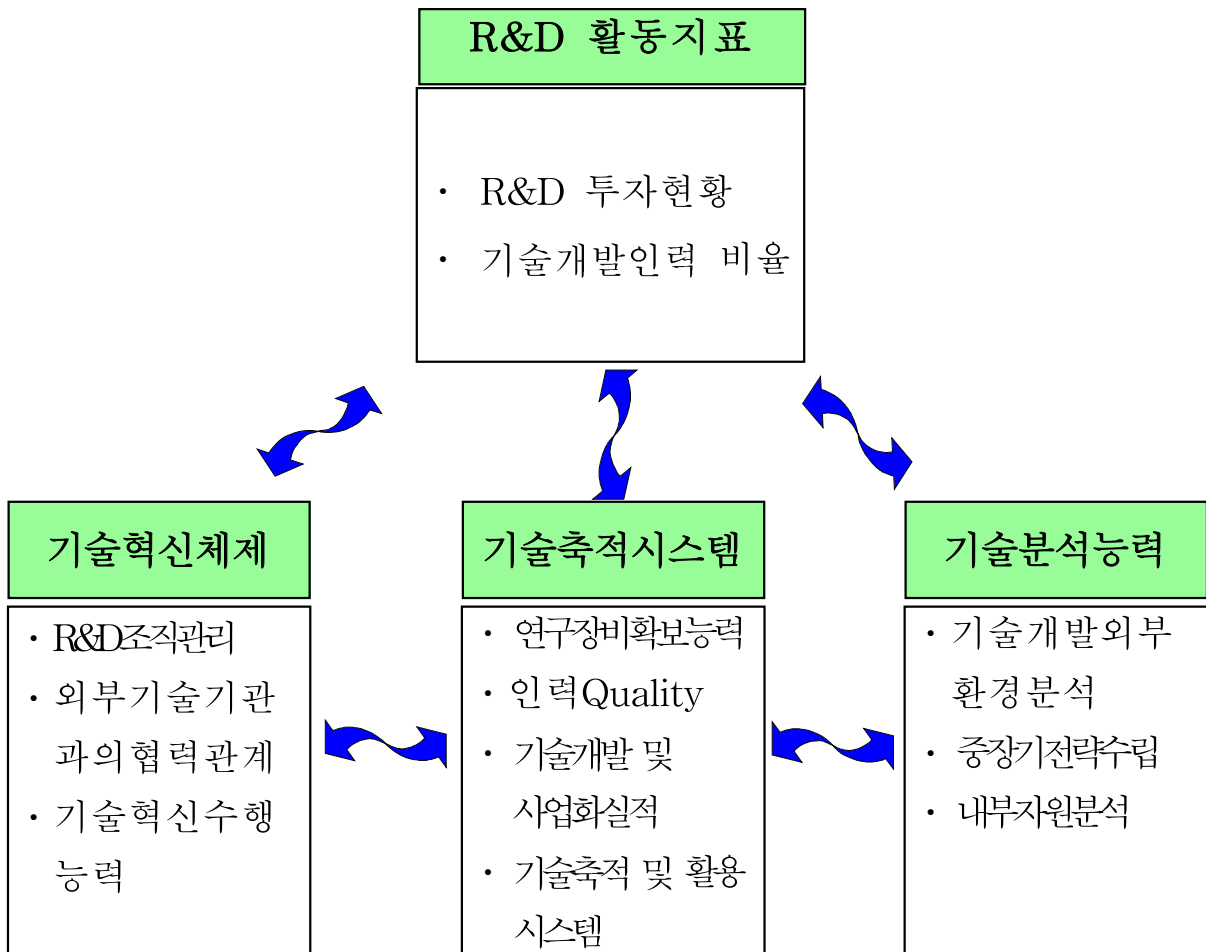 R&D 활동지표
· R&D 투자현황
· 기술개발인력 비율
기술혁신체제
· R&D조직관리
· 외부기술기관
과의협력관계
· 기술혁신수행
능력
기술축적시스템
· 연구장비확보능력
· 인력Quality
· 기술개발 및
사업화실적
· 기술축적 및 활용
시스템
기술분석능력
· 기술개발외부
환경분석
· 중장기전략수립
· 내부자원분석